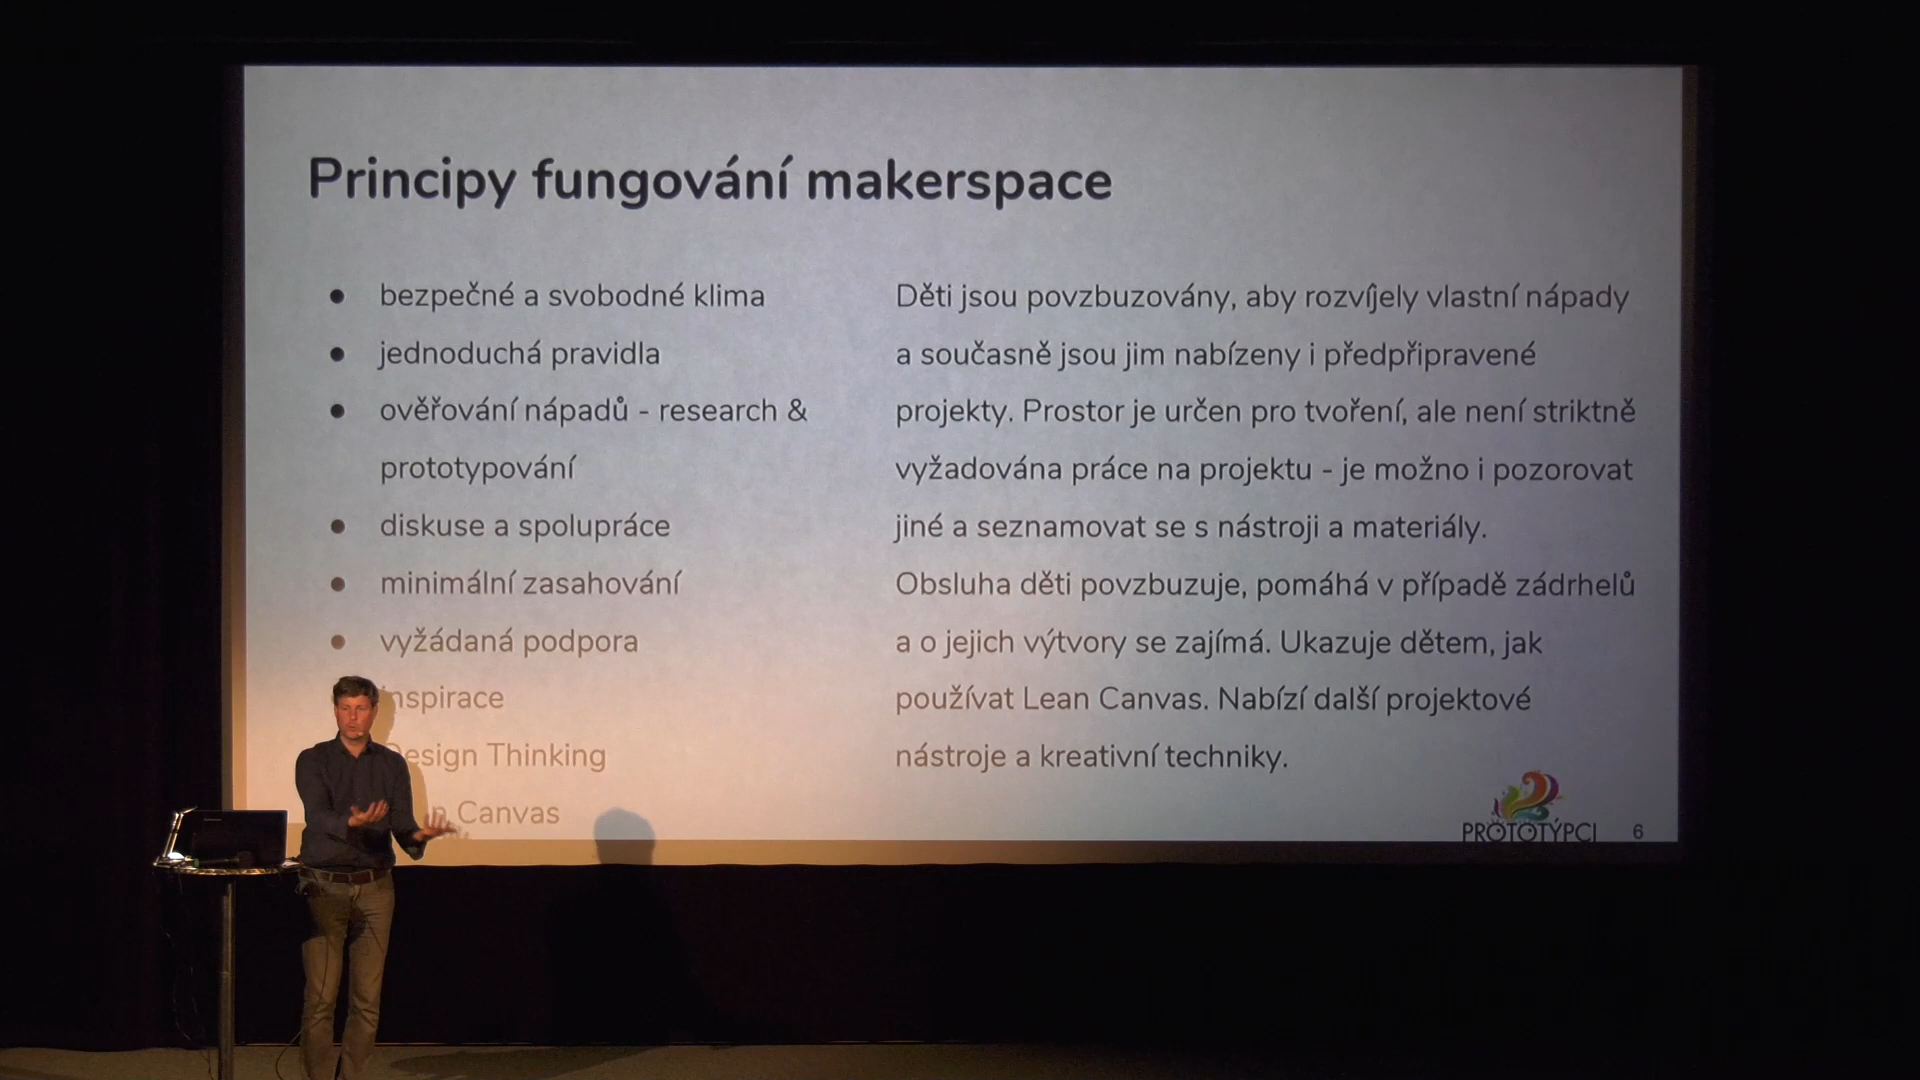 Principy fungování makerspace
● bezpečné a svobodné klima
● jednoduchá pravidla
● ověřování nápadů - research &
prototypování
● diskuse a spolupráce
● minimální zasahování
● vyžádaná podpora
inspirace
Design Thinking
Canvas
Děti jsou povzbuzovány, aby rozvíjely vlastní nápady
a současně jsou jim nabízeny i předpřipravené
projekty. Prostor je určen pro tvoření, ale není striktně
vyžadována práce na projektu - je možno i pozorovat
jiné a seznamovat se s nástroji a materiály.
Obsluha děti povzbuzuje, pomáhá v případě zádrhelů
a o jejich výtvory se zajímá. Ukazuje dětem, jak
používat Lean Canvas. Nabízí další projektové
nástroje a kreativní techniky.
PROTOTÝPCI
6